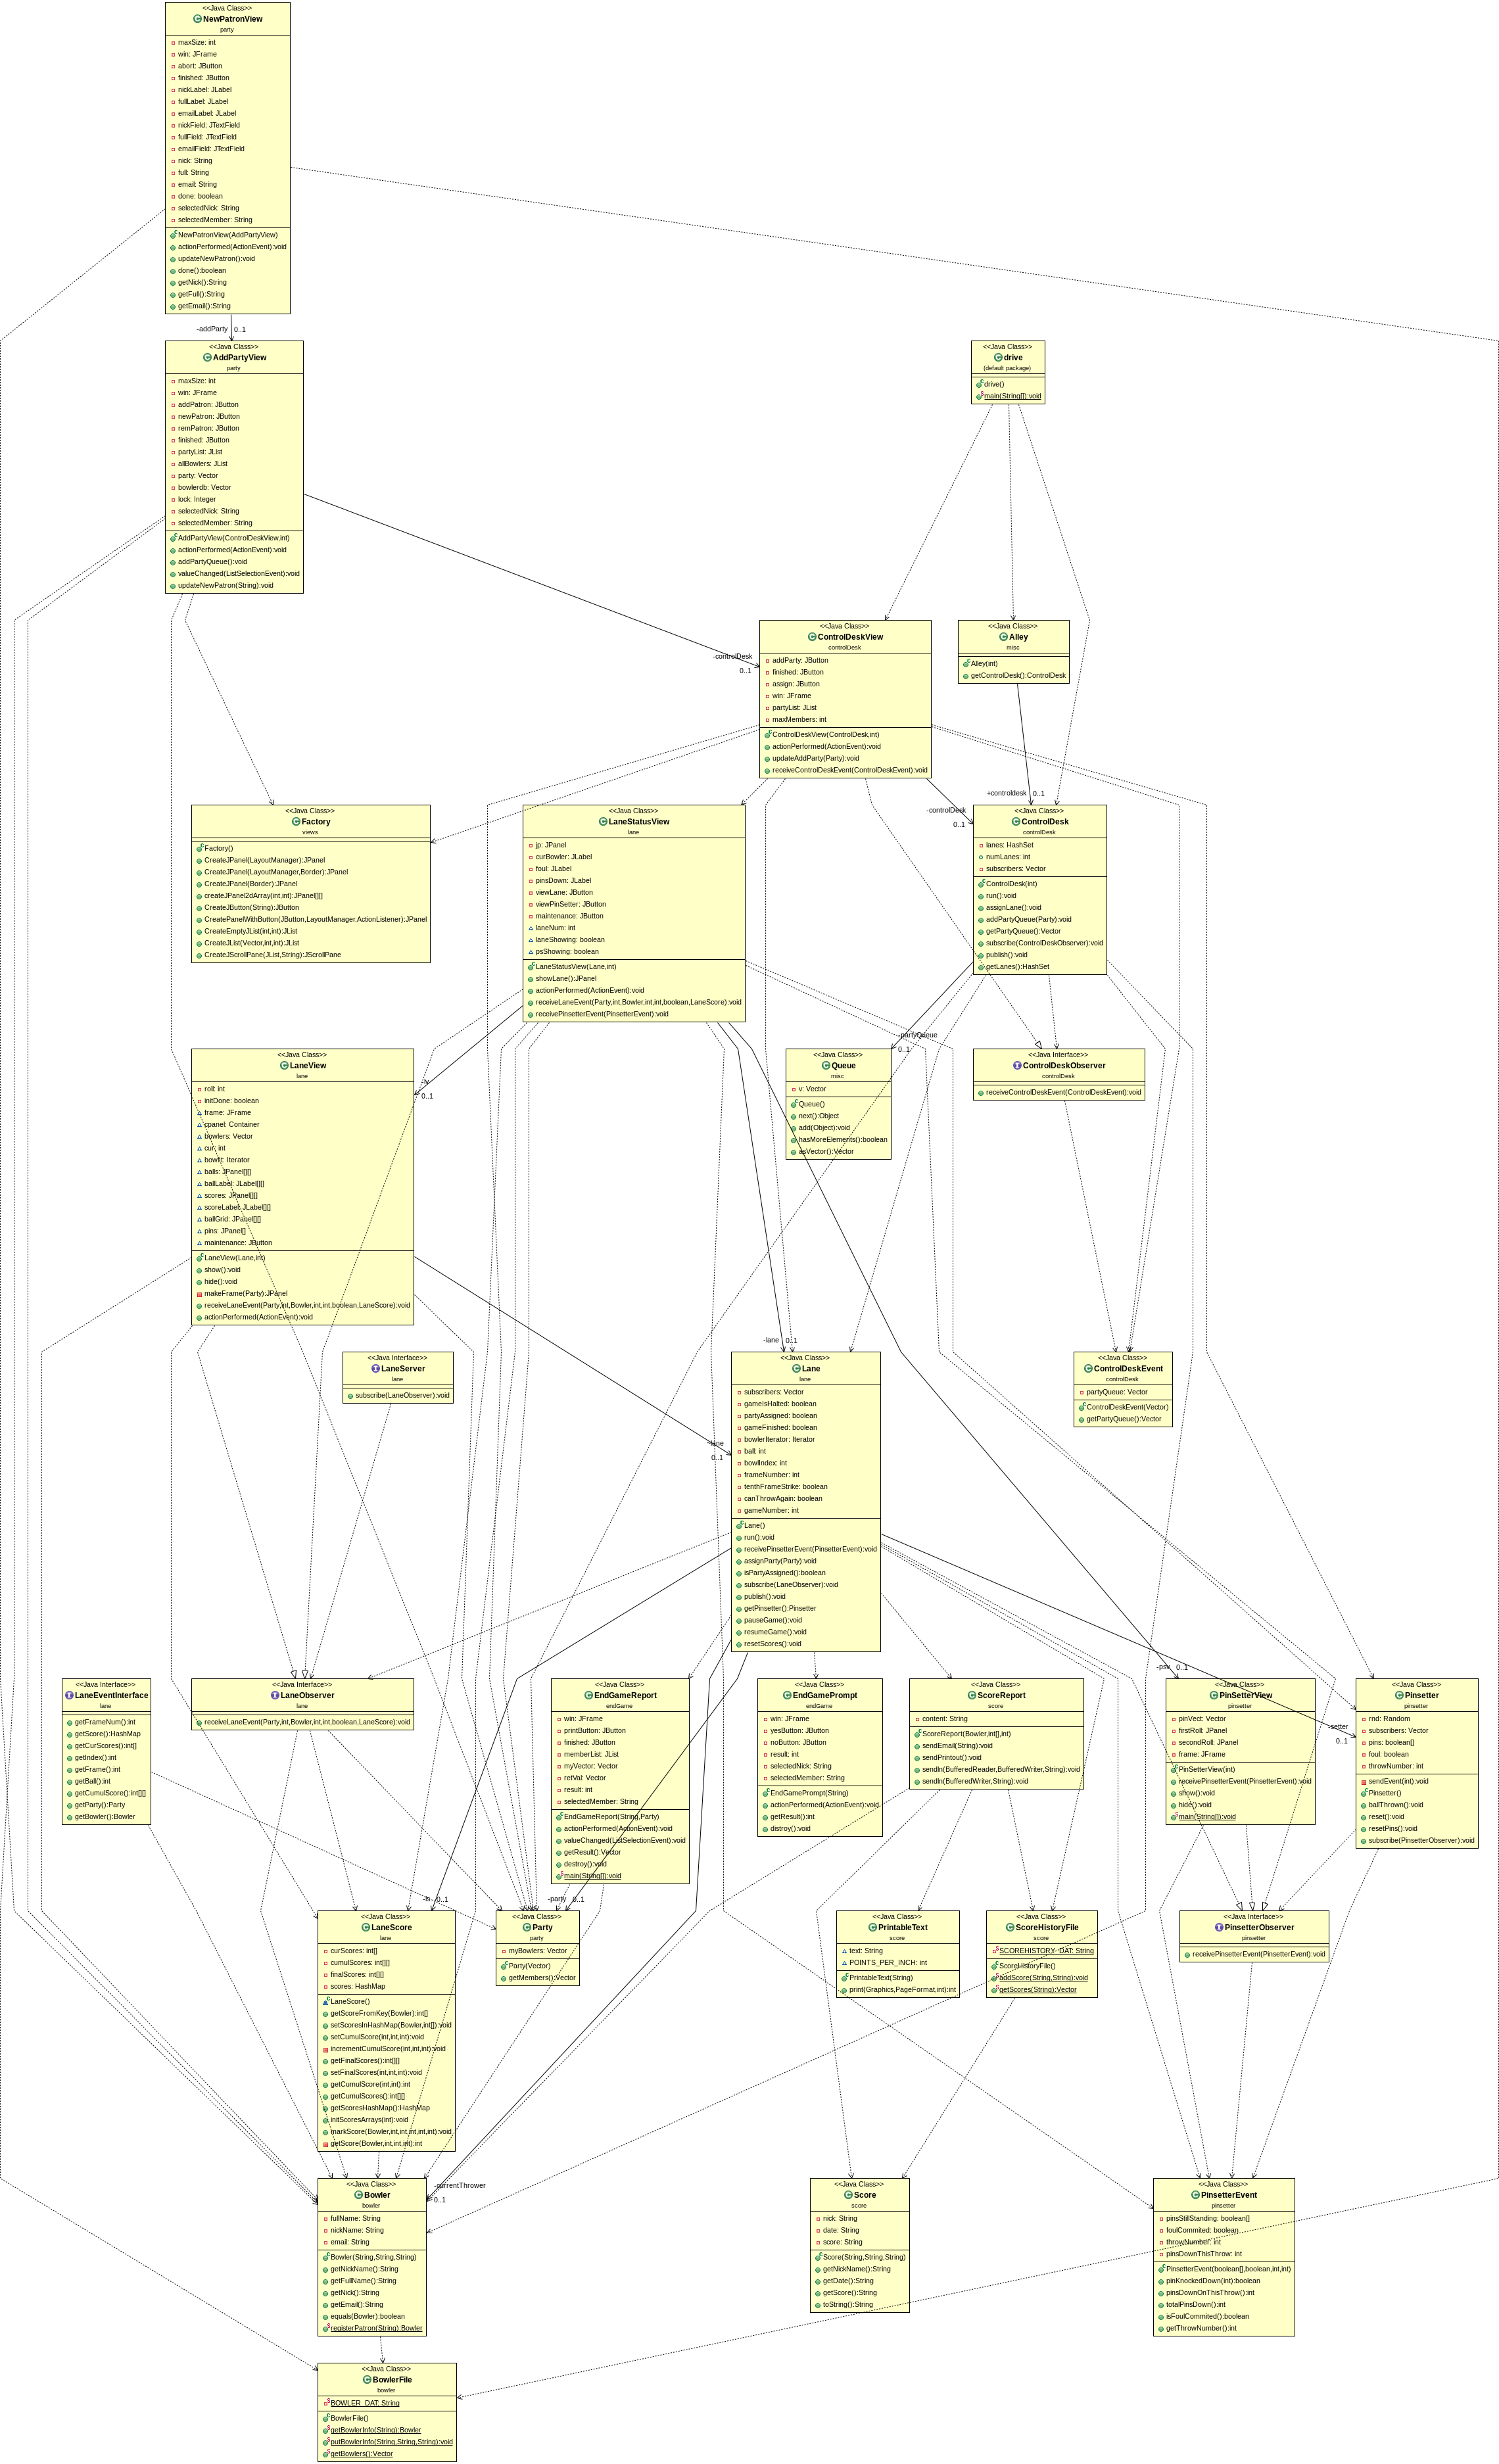 <<Java Class>>
NewPatronView
party
maxSize: int
win: JFrame
abort: JButton
finished: JButton
nickLabel: JLabel
fullLabel: JLabel
emailLabel: JLabel
nickField: JTextField
fullField: JTextField
emailField: JTextField
nick: String
full: String
email: String
done: boolean
selectedNick: String
selectedMember: String
NewPatronView(AddPartyView)
actionPerformed(ActionEvent):void
updateNewPatron():void
done():boolean
getNick():String
getFull():String
getEmail():String
-addParty
0..1
<<Java Class>>
AddPartyView
party
maxSize: int
win: JFrame
addPatron: JButton
newPatron: JButton
remPatron: JButton
finished: JButton
partyList: JList
allBowlers: JList
party: Vector
bowlerdb: Vector
lock: Integer
selectedNick: String
selectedMember: String
AddPartyView(ControlDeskView,int)
actionPerformed(ActionEvent):void
addPartyQueue():void
valueChanged(ListSelectionEvent):void
updateNewPatron(String):void
<<Java Class>>
drive
(default package)
drive()
main(String[]):void
-controlDesk
0..1
<<Java Class>>
ControlDeskView
controlDesk
addParty: JButton
finished: JButton
assign: JButton
win: JFrame
partyList: JList
maxMembers: int
ControlDeskView(ControlDesk,int)
actionPerformed(ActionEvent):void
updateAddParty(Party):void
receiveControlDeskEvent(ControlDeskEvent):void
<<Java Class>>
Alley
misc
Alley(int)
getControlDesk():ControlDesk
+controldesk
0..1
-controlDesk
0..1
<<Java Class>>
Factory
views
Factory()
CreateJPanel(LayoutManager):JPanel
CreateJPanel(LayoutManager,Border):JPanel
CreateJPanel(Border):JPanel
createJPanel2dArray(int,int):JPanel[][]
CreateJButton(String):JButton
CreatePanelWithButton(JButton,LayoutManager,ActionListener):JPanel
CreateEmptyJList(int,int):JList
CreateJList(Vector,int,int):JList
CreateJScrollPane(JList,String):JScrollPane
<<Java Class>>
LaneStatusView
lane
jp: JPanel
curBowler: JLabel
foul: JLabel
pinsDown: JLabel
viewLane: JButton
viewPinSetter: JButton
maintenance: JButton
laneNum: int
laneShowing: boolean
psShowing: boolean
LaneStatusView(Lane,int)
showLane():JPanel
actionPerformed(ActionEvent):void
receiveLaneEvent(Party,int,Bowler,int,int,boolean,LaneScore):void
receivePinsetterEvent(PinsetterEvent):void
<<Java Class>>
ControlDesk
controlDesk
lanes: HashSet
numLanes: int
subscribers: Vector
ControlDesk(int)
run():void
assignLane():void
addPartyQueue(Party):void
getPartyQueue():Vector
subscribe(ControlDeskObserver):void
publish():void
getLanes():HashSet
-partyQueue
0..1
<<Java Class>>
LaneView
lane
roll: int
initDone: boolean
frame: JFrame
cpanel: Container
bowlers: Vector
cur: int
bowlIt: Iterator
balls: JPanel[][]
ballLabel: JLabel[][]
scores: JPanel[][]
scoreLabel: JLabel[][]
ballGrid: JPanel[][]
pins: JPanel[]
maintenance: JButton
LaneView(Lane,int)
show():void
hide():void
makeFrame(Party):JPanel
receiveLaneEvent(Party,int,Bowler,int,int,boolean,LaneScore):void
actionPerformed(ActionEvent):void
-lv
0..1
<<Java Class>>
Queue
misc
v: Vector
Queue()
next():Object
add(Object):void
hasMoreElements():boolean
asVector():Vector
<<Java Interface>>
ControlDeskObserver
controlDesk
receiveControlDeskEvent(ControlDeskEvent):void
<<Java Interface>>
LaneServer
lane
subscribe(LaneObserver):void
-lane
0..1
-lane
0..1
<<Java Class>>
Lane
lane
subscribers: Vector
gameIsHalted: boolean
partyAssigned: boolean
gameFinished: boolean
bowlerIterator: Iterator
ball: int
bowlIndex: int
frameNumber: int
tenthFrameStrike: boolean
canThrowAgain: boolean
gameNumber: int
Lane()
run():void
receivePinsetterEvent(PinsetterEvent):void
assignParty(Party):void
isPartyAssigned():boolean
subscribe(LaneObserver):void
publish():void
getPinsetter():Pinsetter
pauseGame():void
resumeGame():void
resetScores():void
<<Java Class>>
ControlDeskEvent
controlDesk
partyQueue: Vector
ControlDeskEvent(Vector)
getPartyQueue():Vector
<<Java Interface>>
LaneEventInterface
lane
getFrameNum():int
getScore():HashMap
getCurScores():int[]
getIndex():int
getFrame():int
getBall():int
getCumulScore():int[][]
getParty():Party
getBowler():Bowler
<<Java Interface>>
LaneObserver
lane
receiveLaneEvent(Party,int,Bowler,int,int,boolean,LaneScore):void
<<Java Class>>
EndGameReport
endGame
win: JFrame
printButton: JButton
finished: JButton
memberList: JList
myVector: Vector
retVal: Vector
result: int
selectedMember: String
EndGameReport(String,Party)
actionPerformed(ActionEvent):void
valueChanged(ListSelectionEvent):void
getResult():Vector
destroy():void
main(String[]):void
<<Java Class>>
EndGamePrompt
endGame
win: JFrame
yesButton: JButton
noButton: JButton
result: int
selectedNick: String
selectedMember: String
EndGamePrompt(String)
actionPerformed(ActionEvent):void
getResult():int
distroy():void
<<Java Class>>
ScoreReport
score
content: String
ScoreReport(Bowler,int[],int)
sendEmail(String):void
sendPrintout():void
sendln(BufferedReader,BufferedWriter,String):void
sendln(BufferedWriter,String):void
-psv
0..1
<<Java Class>>
PinSetterView
pinsetter
pinVect: Vector
firstRoll: JPanel
secondRoll: JPanel
frame: JFrame
PinSetterView(int)
receivePinsetterEvent(PinsetterEvent):void
show():void
hide():void
main(String[]):void
-setter
0..1
<<Java Class>>
Pinsetter
pinsetter
rnd: Random
subscribers: Vector
pins: boolean[]
foul: boolean
throwNumber: int
sendEvent(int):void
Pinsetter()
ballThrown():void
reset():void
resetPins():void
subscribe(PinsetterObserver):void
-ls
0..1
<<Java Class>>
LaneScore
lane
curScores: int[]
cumulScores: int[][]
finalScores: int[][]
scores: HashMap
LaneScore()
getScoreFromKey(Bowler):int[]
setScoresInHashMap(Bowler,int[]):void
setCumulScore(int,int,int):void
incrementCumulScore(int,int,int):void
getFinalScores():int[][]
setFinalScores(int,int,int):void
getCumulScore(int,int):int
getCumulScores():int[][]
getScoresHashMap():HashMap
initScoresArrays(int):void
markScore(Bowler,int,int,int,int,int):void
getScore(Bowler,int,int,int):int
-party
0..1
<<Java Class>>
Party
party
myBowlers: Vector
Party(Vector)
getMembers():Vector
<<Java Class>>
PrintableText
score
text: String
POINTS_PER_INCH: int
PrintableText(String)
print(Graphics,PageFormat,int):int
<<Java Class>>
ScoreHistoryFile
score
SCOREHISTORY_DAT: String
ScoreHistoryFile()
addScore(String,String):void
getScores(String):Vector
<<Java Interface>>
PinsetterObserver
pinsetter
receivePinsetterEvent(PinsetterEvent):void
-currentThrower
0..1
<<Java Class>>
Bowler
bowler
fullName: String
nickName: String
email: String
Bowler(String,String,String)
getNickName():String
getFullName():String
getNick():String
getEmail():String
equals(Bowler):boolean
registerPatron(String):Bowler
<<Java Class>>
Score
score
nick: String
date: String
score: String
Score(String,String,String)
getNickName():String
getDate():String
getScore():String
toString():String
<<Java Class>>
PinsetterEvent
pinsetter
pinsStillStanding: boolean[]
foulCommited: boolean
throwNumber: int
pinsDownThisThrow: int
PinsetterEvent(boolean[],boolean,int,int)
pinKnockedDown(int):boolean
pinsDownOnThisThrow():int
totalPinsDown():int
isFoulCommited():boolean
getThrowNumber():int
<<Java Class>>
BowlerFile
bowler
BOWLER_DAT: String
BowlerFile()
getBowlerInfo(String):Bowler
putBowlerInfo(String,String,String):void
getBowlers():Vector